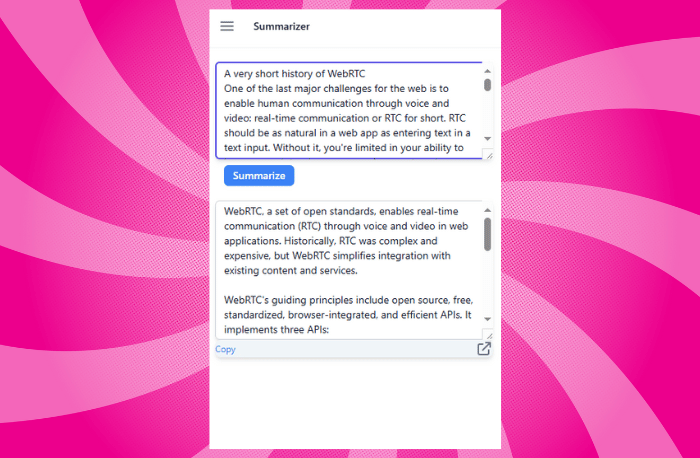 Summarizer
A very short history of WebRTC
One of the last major challenges for the web is to
enable human communication through voice and
video: real-time communication or RTC for short. RTC
should be as natural in a web app as entering text in a
text input. Without it, you're limited in your ability to
Summarize
WebRTC, a set of open standards, enables real-time
communication (RTC) through voice and video in web
applications. Historically, RTC was complex and
expensive, but WebRTC simplifies integration with
existing content and services.
WebRTC's guiding principles include open source, free,
standardized, browser-integrated, and efficient APIs. It
implements three APIs:
Copy